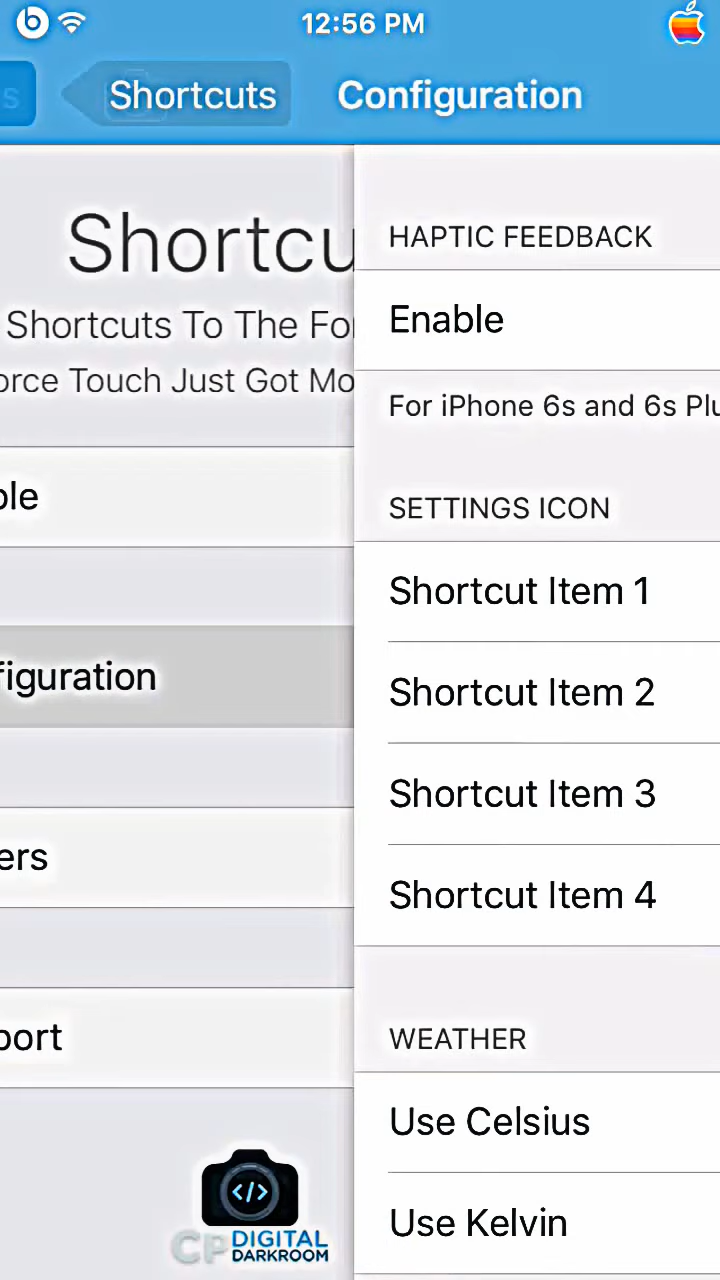 12:56 PM
s
Shortcuts
Configuration
Shortcu
Shortcuts To The For
orce Touch Just Got Mo
ble
figuration
ers
port
CP DIGITAL
DARKROOM
HAPTIC FEEDBACK
Enable
For iPhone 6s and 6s Plu
SETTINGS ICON
Shortcut Item 1
Shortcut Item 2
Shortcut Item 3
Shortcut Item 4
WEATHER
Use Celsius
Use Kelvin